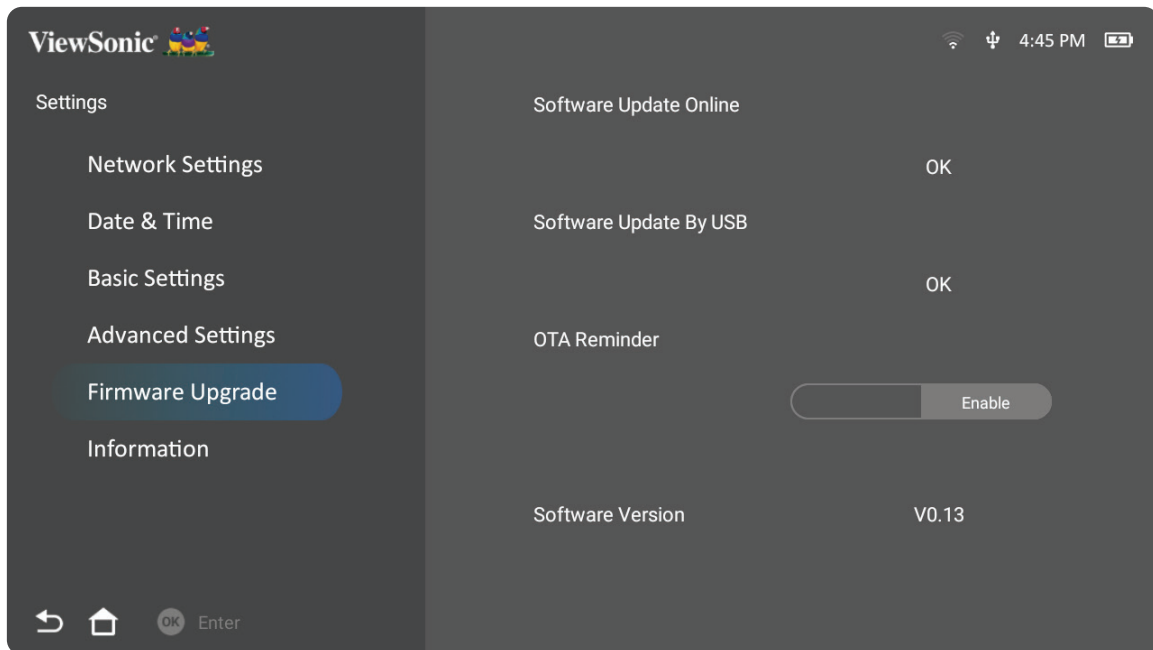 ViewSonic®
4:45 PM
Settings
Network Settings
Date & Time
Basic Settings
Advanced Settings
Firmware Upgrade
Information
OK Enter
Software Update Online
OK
Software Update By USB
OK
OTA Reminder
Enable
Software Version V0.13